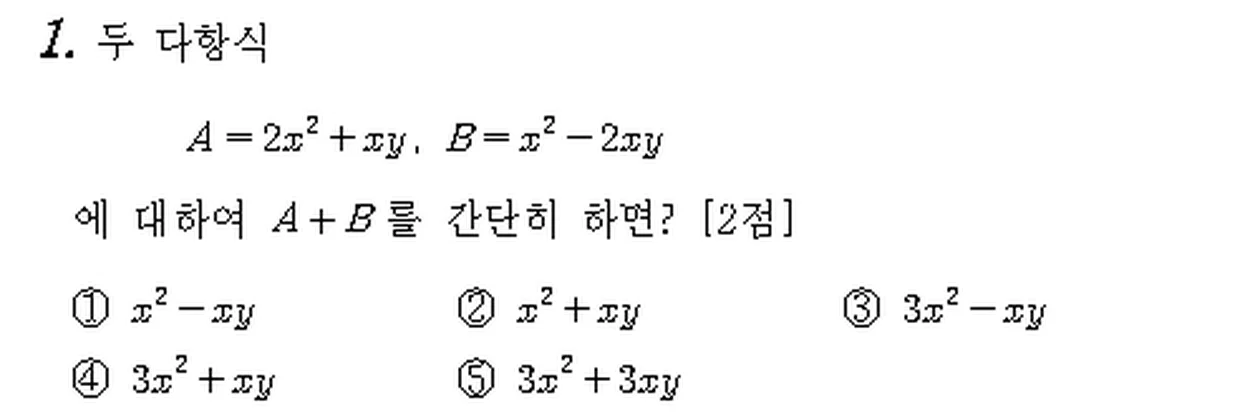 1. 두 다항식
A=2x²+xy, B=x²-2xy
에 대하여 A+B를 간단히 하면? [2점]
① x²-xy ② x²+xy ③ 3x²-xy
④ 3x²+xy ⑤ 3x²+3xy